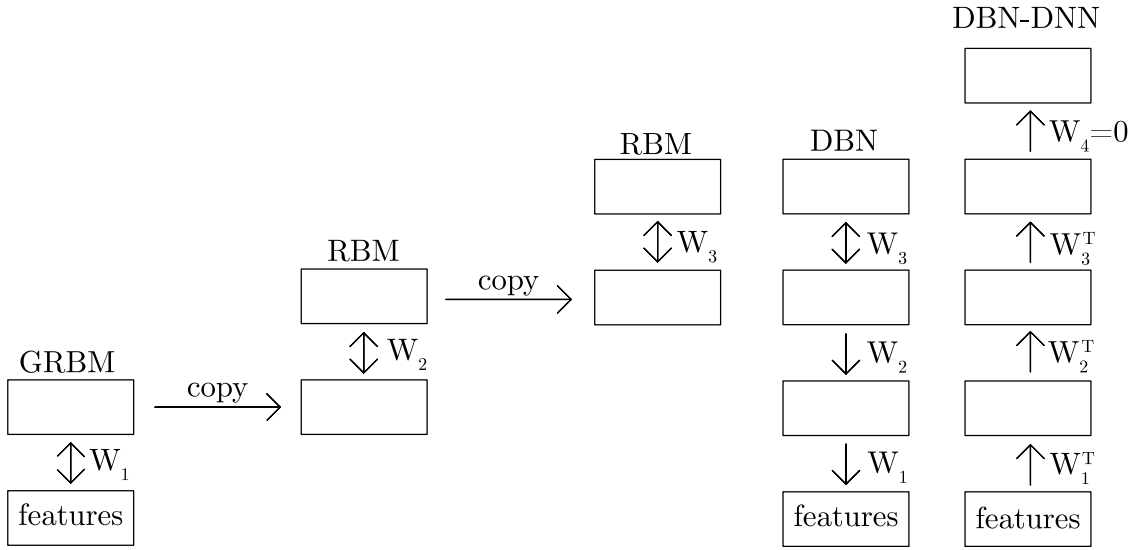 DBN-DNN
W₄=0
RBM
DBN
W₃
W₃
W₃ᵀ
RBM
copy
W₂
W₂
W₂ᵀ
GRBM
copy
W₁
W₁
W₁ᵀ
features
features
features